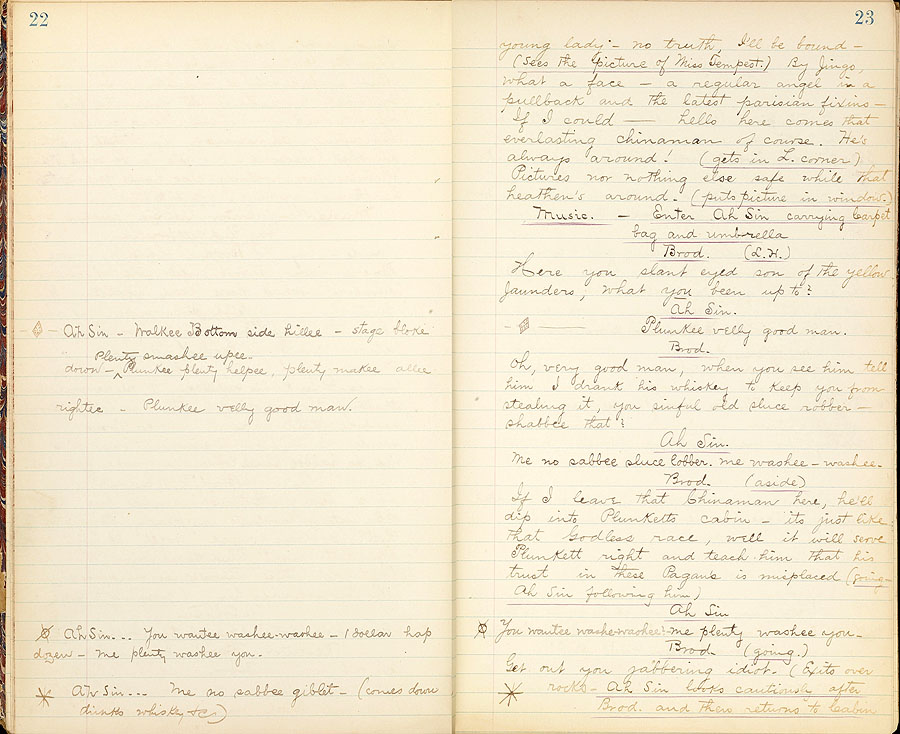 22
Ah Sin – Walkee Bottom side hillee – stage bloke
Plenty smashee upee.
down – Plunkee plenty helpee, plenty makee allee
rightee – Plunkee velly good man.
Ah Sin... You wantee washee-washee – 1 dollar hap
dozen – me plenty washee you.
Ah Sin... Me no sabbee giblet – (comes down
drinks whisky &c)
23
young lady – no truth, I'll be bound –
(sees the picture of Miss Tempest.) By Jingo,
what a face – a regular angel in a
pullback and the latest parisian fixins –
If I could — hells here comes that
everlasting chinaman of course. He's
always around. (gets in L. corner)
Pictures nor nothing else safe while that
heathen's around. (puts picture in window.)
Music. – Enter Ah Sin carrying Carpet
bag and umbrella
Brod. (L.H.)
Here you slant eyed son of the yellow
Jaunders, what you been up to?
Ah Sin.
Plunkee velly good man.
Brod.
Oh, very good man, when you see him tell
him I drank his whiskey to keep you from
stealing it, you sinful old sluce robber –
shabbee that?
Ah Sin.
Me no sabbee sluce lobber. me washee – washee.
Brod. (aside)
If I leave that Chinaman here, he'll
dip into Plunketts cabin – its just like
that Godless race, well it will serve
Plunkett right and teach him that his
trust in these Pagans is misplaced (going–
Ah Sin following him)
Ah Sin
You wantee washe-washee? – me plenty washee you –
Brod. (going.)
Get out you jabbering idiot. (Exits over
rocks – Ah Sin looks cautiously after
Brod. and then returns to Cabin